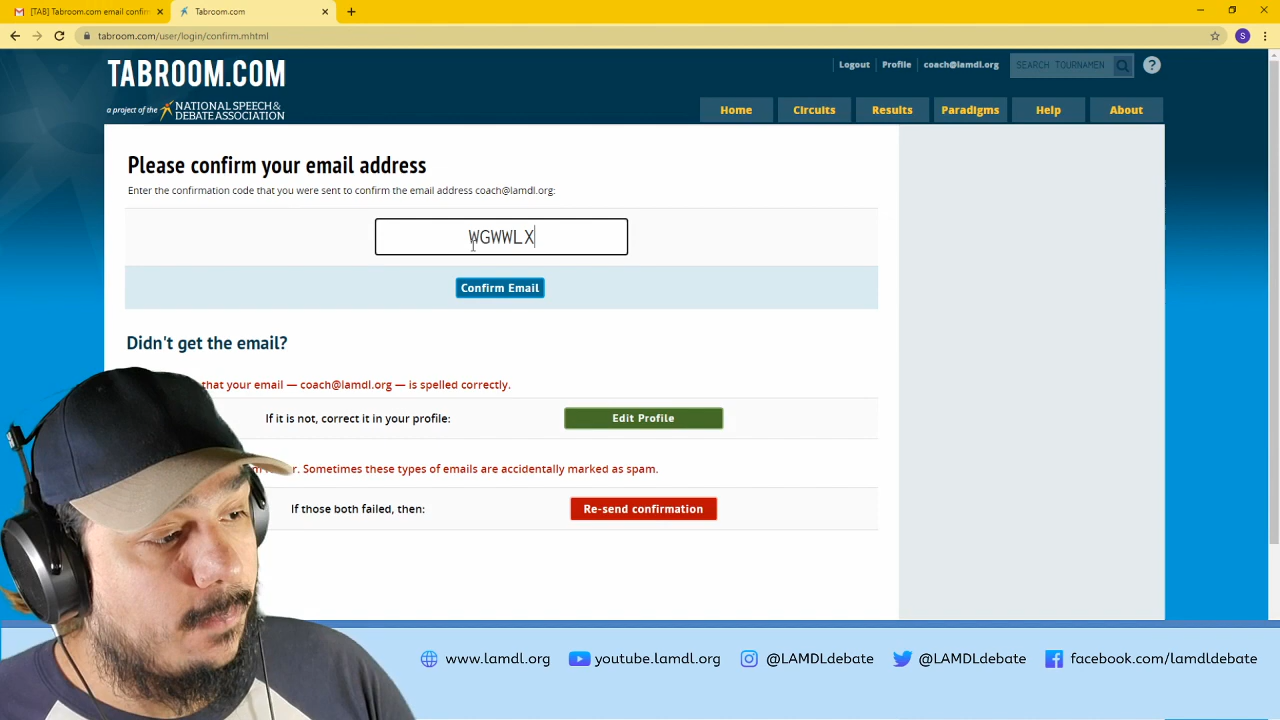 [TAB] Tabroom.com email confirm
Tabroom.com
tabroom.com/user/login/confirm.mhtml
S
TABROOM.COM
a project of the NATIONAL SPEECH & DEBATE ASSOCIATION
Logout Profile coach@lamdl.org SEARCH TOURNAMEN ?
Home Circuits Results Paradigms Help About
Please confirm your email address
Enter the confirmation code that you were sent to confirm the email address coach@lamdl.org:
WGWWLX
Confirm Email
Didn't get the email?
that your email — coach@lamdl.org — is spelled correctly.
If it is not, correct it in your profile: Edit Profile
Sometimes these types of emails are accidentally marked as spam.
If those both failed, then: Re-send confirmation
www.lamdl.org youtube.lamdl.org @LAMDLdebate @LAMDLdebate facebook.com/lamdldebate